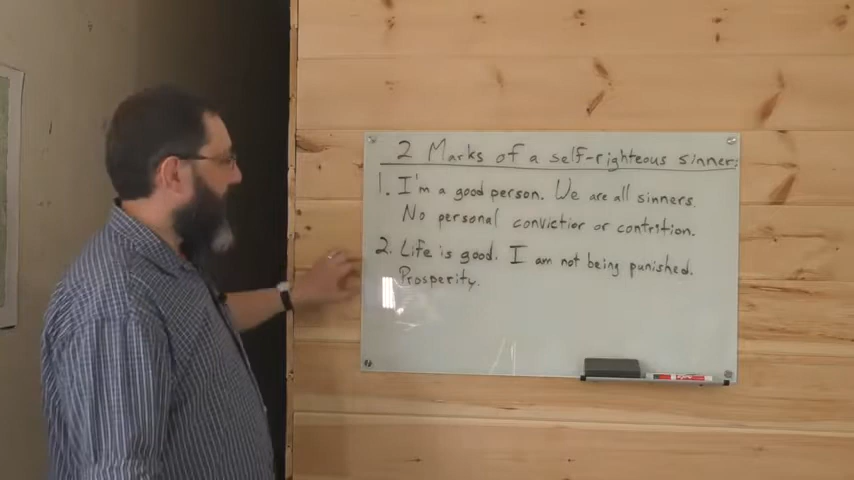 2 Marks of a self-righteous sinner:
1. I'm a good person. We are all sinners.
No personal conviction or contrition.
2. Life is good. I am not being punished.
Prosperity.